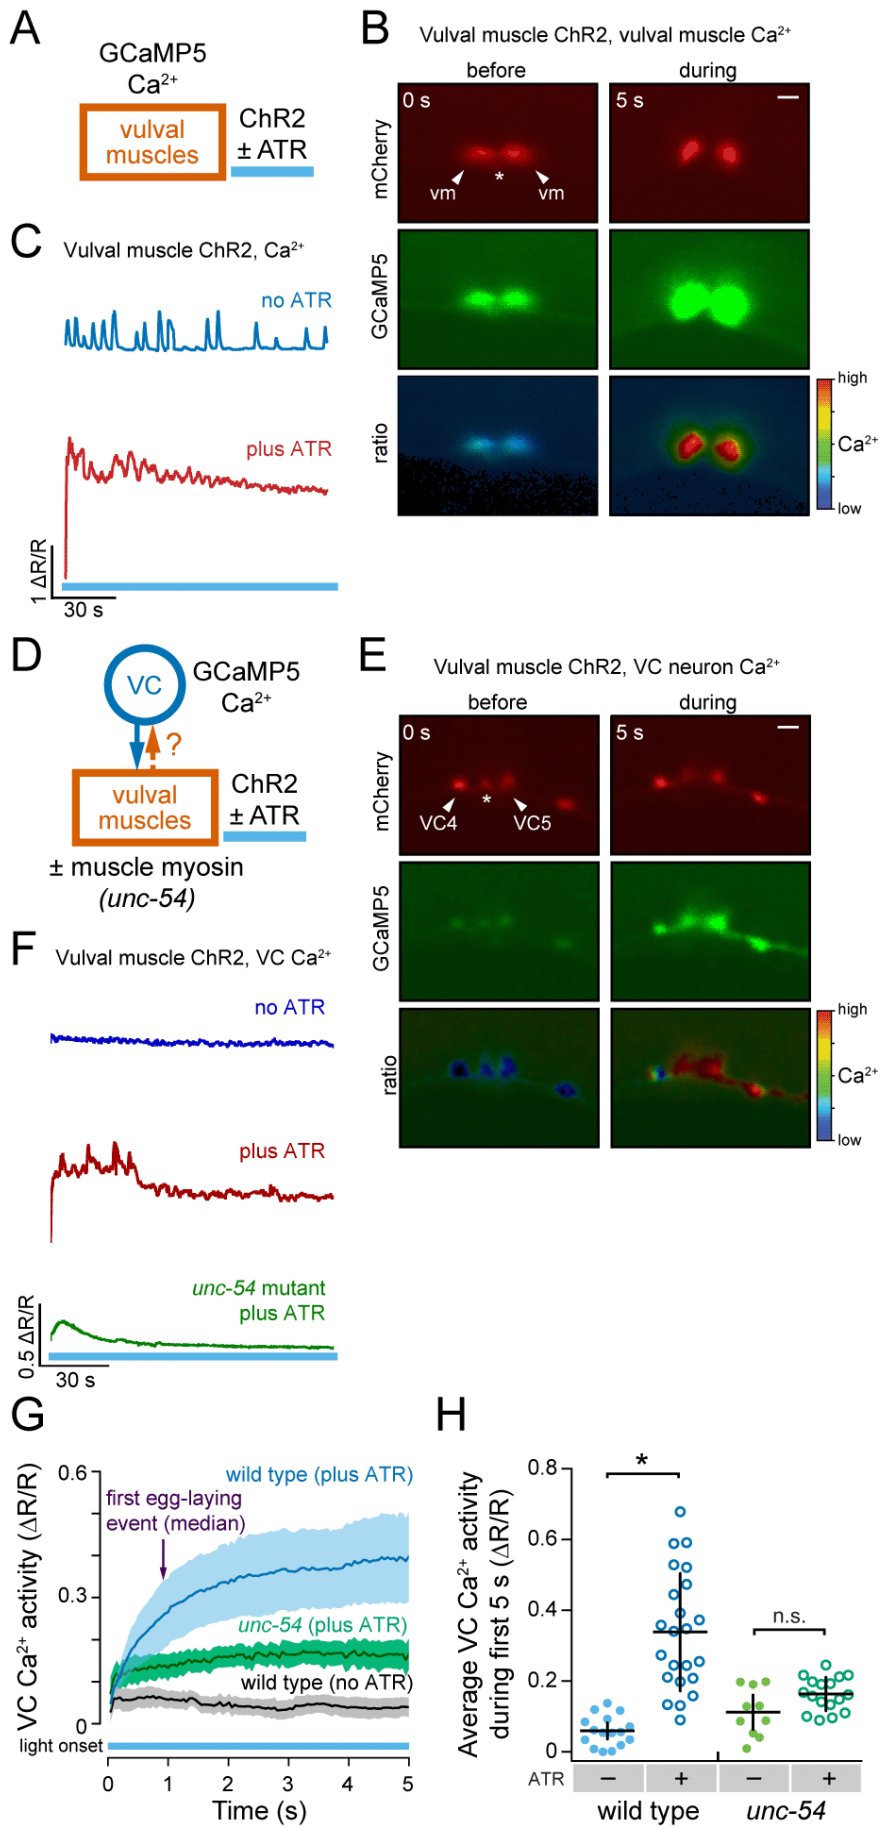 A
GCaMP5
Ca²⁺
vulval
muscles
ChR2
± ATR
B
Vulval muscle ChR2, vulval muscle Ca²⁺
before
during
mCherry
0 s
vm
*
vm
5 s
GCaMP5
ratio
high
Ca²⁺
low
C
Vulval muscle ChR2, Ca²⁺
no ATR
plus ATR
1 ΔR/R
30 s
D
VC
GCaMP5
Ca²⁺
?
vulval
muscles
ChR2
± ATR
± muscle myosin
(unc-54)
E
Vulval muscle ChR2, VC neuron Ca²⁺
before
during
mCherry
0 s
VC4
*
VC5
5 s
GCaMP5
ratio
high
Ca²⁺
low
F
Vulval muscle ChR2, VC Ca²⁺
no ATR
plus ATR
unc-54 mutant
plus ATR
0.5 ΔR/R
30 s
G
VC Ca²⁺ activity (ΔR/R)
0.6
0.3
0
wild type (plus ATR)
first egg-laying
event (median)
unc-54 (plus ATR)
wild type (no ATR)
light onset
0 1 2 3 4 5
Time (s)
H
Average VC Ca²⁺ activity
during first 5 s (ΔR/R)
0.8
0.6
0.4
0.2
0
*
n.s.
ATR − + − +
wild type unc-54